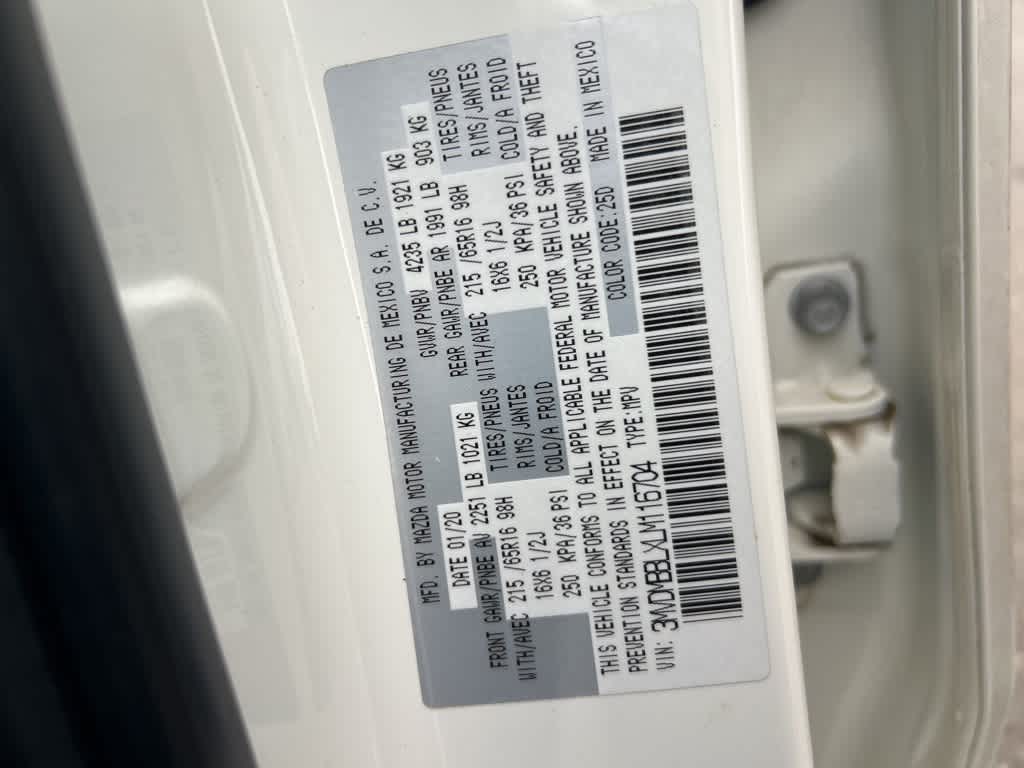 MFD. BY MAZDA MOTOR MANUFACTURING DE MEXICO S.A. DE C.V.
DATE 01/20 GVWR/PNBV 4235 LB 1921 KG
FRONT GAWR/PNBE AV 2251 LB 1021 KG REAR GAWR/PNBE AR 1991 LB 903 KG
WITH/AVEC 215 /65R16 98H TIRES/PNEUS WITH/AVEC 215 /65R16 98H TIRES/PNEUS
16X6 1/2J RIMS/JANTES 16X6 1/2J RIMS/JANTES
250 KPA/36 PSI COLD/A FROID 250 KPA/36 PSI COLD/A FROID
THIS VEHICLE CONFORMS TO ALL APPLICABLE FEDERAL MOTOR VEHICLE SAFETY AND THEFT
PREVENTION STANDARDS IN EFFECT ON THE DATE OF MANUFACTURE SHOWN ABOVE.
VIN: 3MVDMBBLXLM116704 TYPE:MPV COLOR CODE:25D MADE IN MEXICO